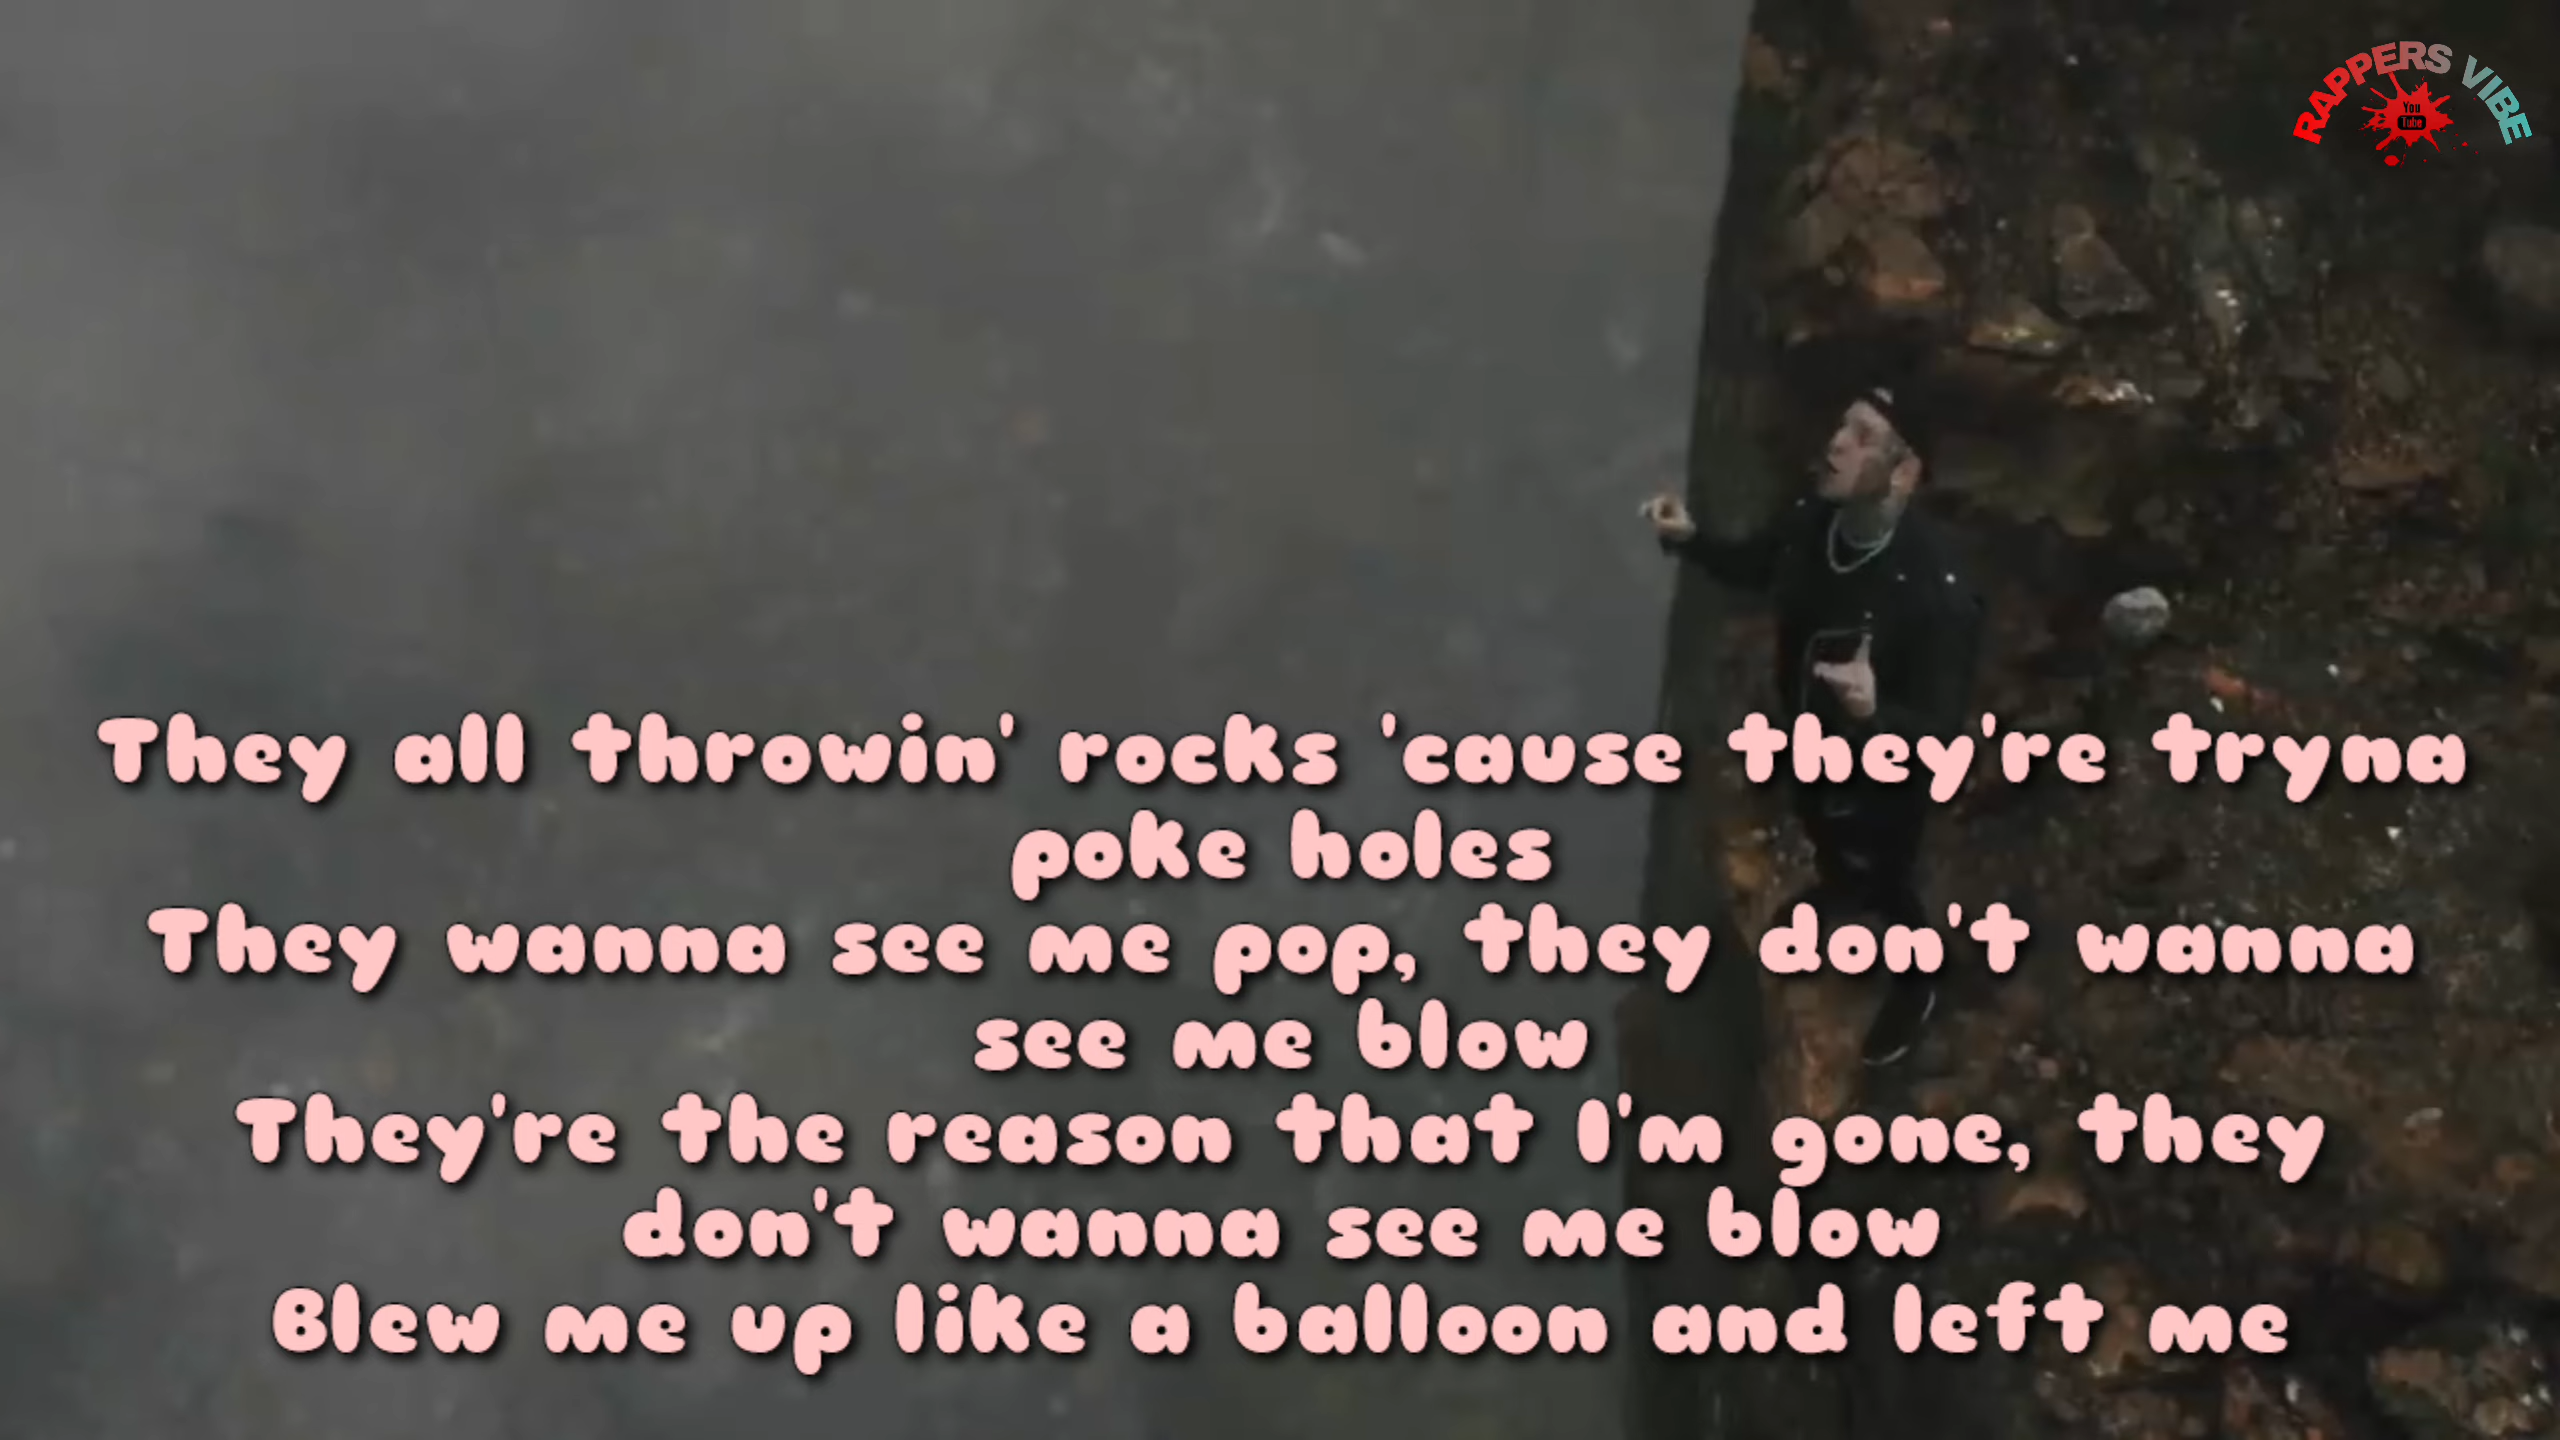 RAPPERS VIBE
You
Tube
They all throwin' rocks 'cause they're tryna
poke holes
They wanna see me pop, they don't wanna
see me blow
They're the reason that I'm gone, they
don't wanna see me blow
Blew me up like a balloon and left me